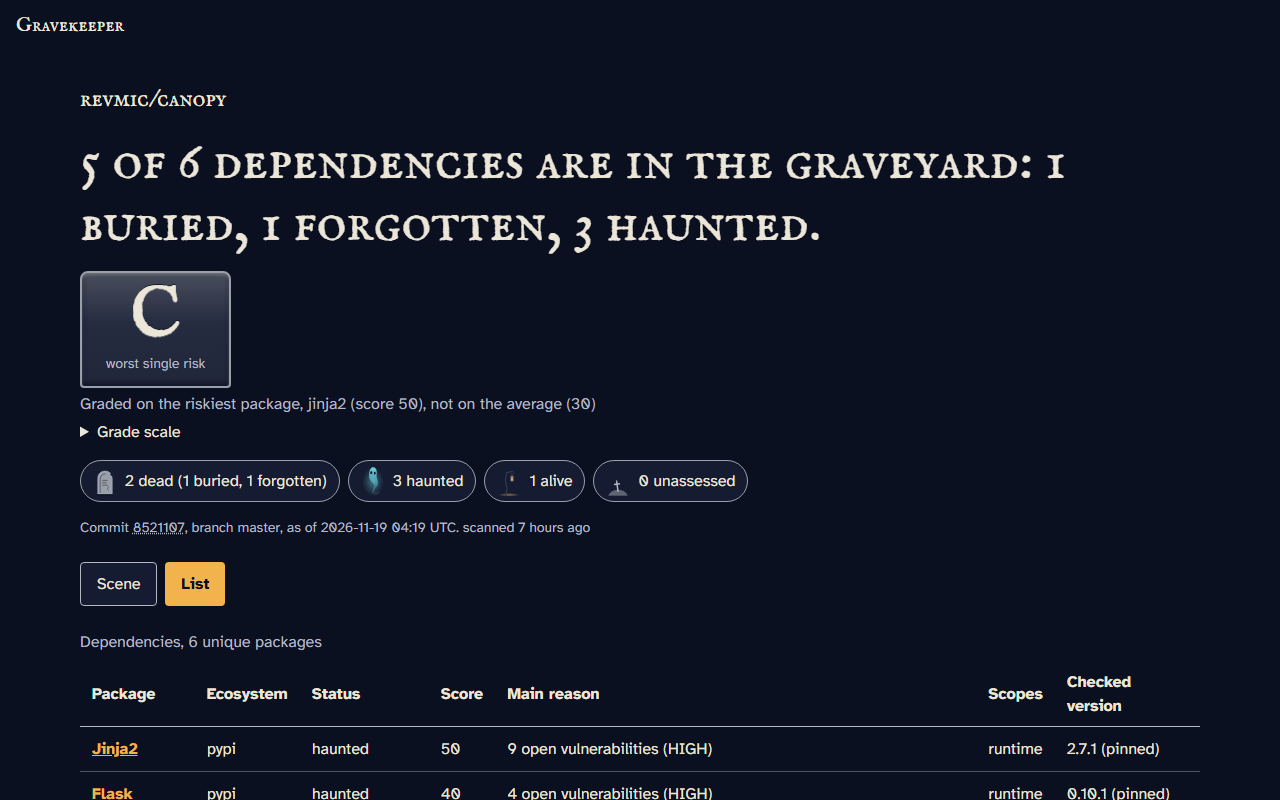 Gravekeeper
revmic/canopy
5 of 6 dependencies are in the graveyard: 1
buried, 1 forgotten, 3 haunted.
C
worst single risk
Graded on the riskiest package, jinja2 (score 50), not on the average (30)
Grade scale
2 dead (1 buried, 1 forgotten) 3 haunted 1 alive 0 unassessed
Commit 8521107, branch master, as of 2026-11-19 04:19 UTC. scanned 7 hours ago
Scene List
Dependencies, 6 unique packages
Package Ecosystem Status Score Main reason Scopes Checked version
Jinja2 pypi haunted 50 9 open vulnerabilities (HIGH) runtime 2.7.1 (pinned)
Flask pypi haunted 40 4 open vulnerabilities (HIGH) runtime 0.10.1 (pinned)